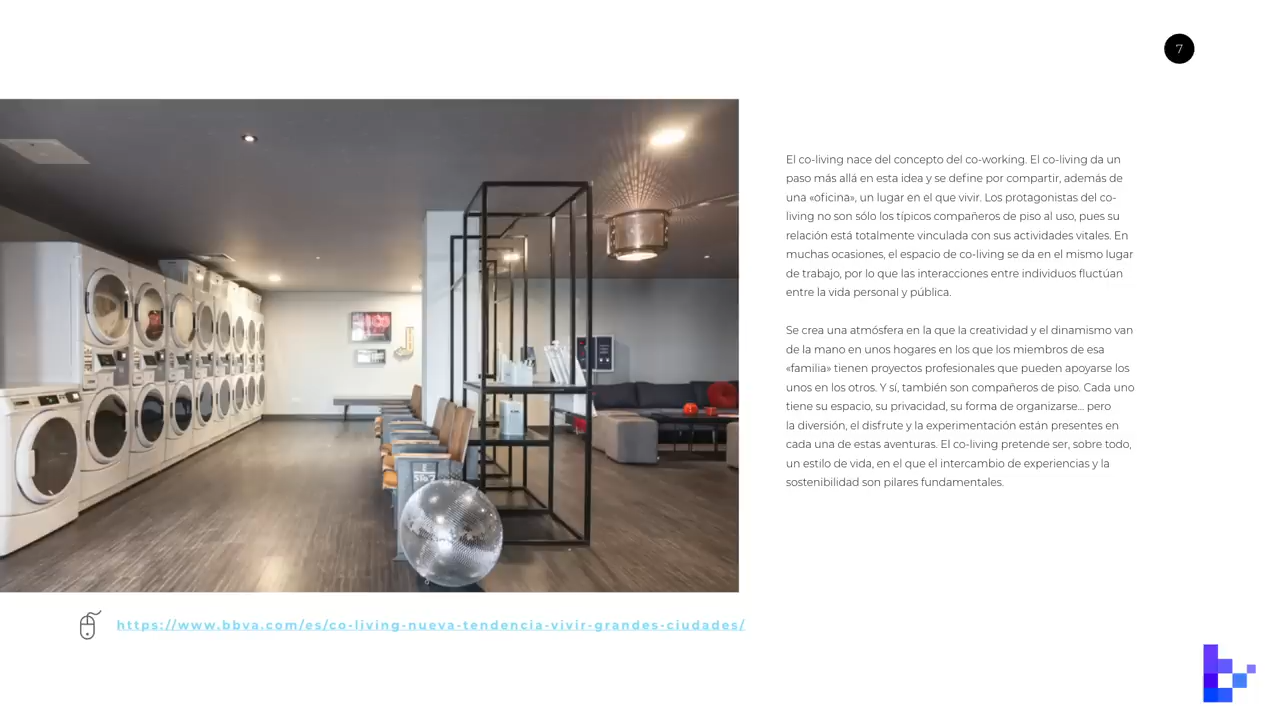 7
El co-living nace del concepto del co-working. El co-living da un
paso más allá en esta idea y se define por compartir, además de
una «oficina», un lugar en el que vivir. Los protagonistas del co-
living no son sólo los típicos compañeros de piso al uso, pues su
relación está totalmente vinculada con sus actividades vitales. En
muchas ocasiones, el espacio de co-living se da en el mismo lugar
de trabajo, por lo que las interacciones entre individuos fluctúan
entre la vida personal y pública.
Se crea una atmósfera en la que la creatividad y el dinamismo van
de la mano en unos hogares en los que los miembros de esa
«familia» tienen proyectos profesionales que pueden apoyarse los
unos en los otros. Y sí, también son compañeros de piso. Cada uno
tiene su espacio, su privacidad, su forma de organizarse... pero
la diversión, el disfrute y la experimentación están presentes en
cada una de estas aventuras. El co-living pretende ser, sobre todo,
un estilo de vida, en el que el intercambio de experiencias y la
sostenibilidad son pilares fundamentales.
https://www.bbva.com/es/co-living-nueva-tendencia-vivir-grandes-ciudades/